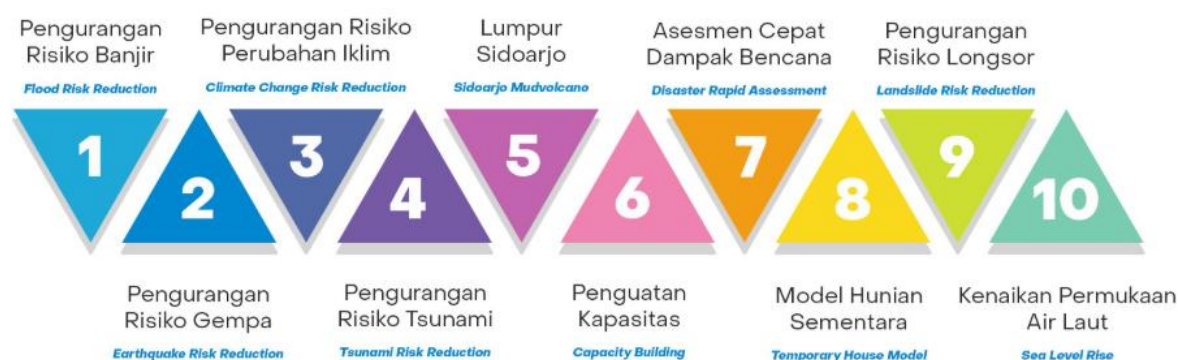 Pengurangan
Risiko Banjir
Flood Risk Reduction
Pengurangan Risiko
Perubahan Iklim
Climate Change Risk Reduction
Lumpur
Sidoarjo
Sidoarjo Mudvolcano
Asesmen Cepat
Dampak Bencana
Disaster Rapid Assessment
Pengurangan
Risiko Longsor
Landslide Risk Reduction
1
2
3
4
5
6
7
8
9
10
Pengurangan
Risiko Gempa
Earthquake Risk Reduction
Pengurangan
Risiko Tsunami
Tsunami Risk Reduction
Penguatan
Kapasitas
Capacity Building
Model Hunian
Sementara
Temporary House Model
Kenaikan Permukaan
Air Laut
Sea Level Rise